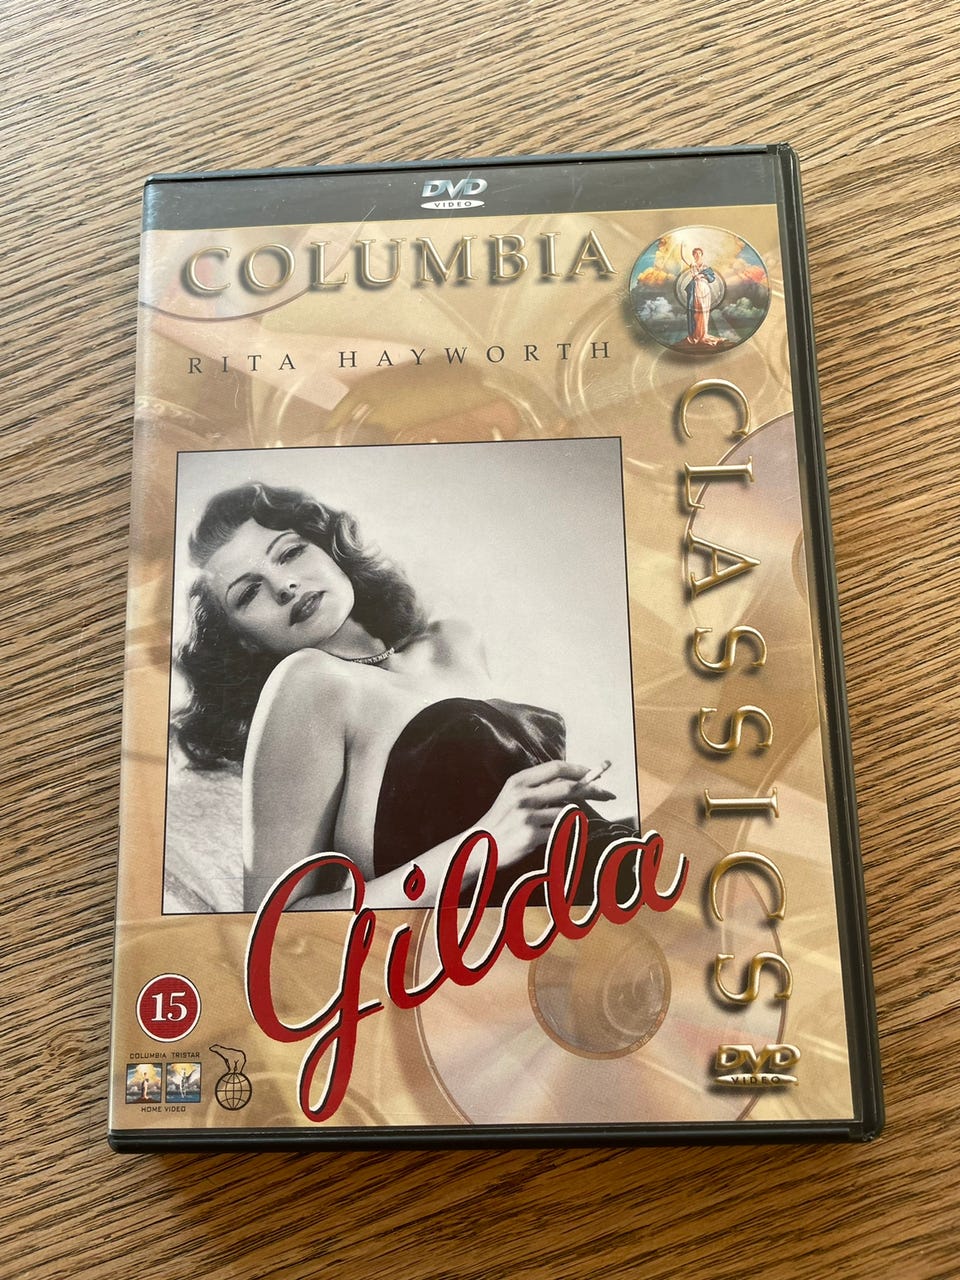 DVD
VIDEO
COLUMBIA
RITA HAYWORTH
CLASSICS
Gilda
15
COLUMBIA TRISTAR
HOME VIDEO
DVD
VIDEO